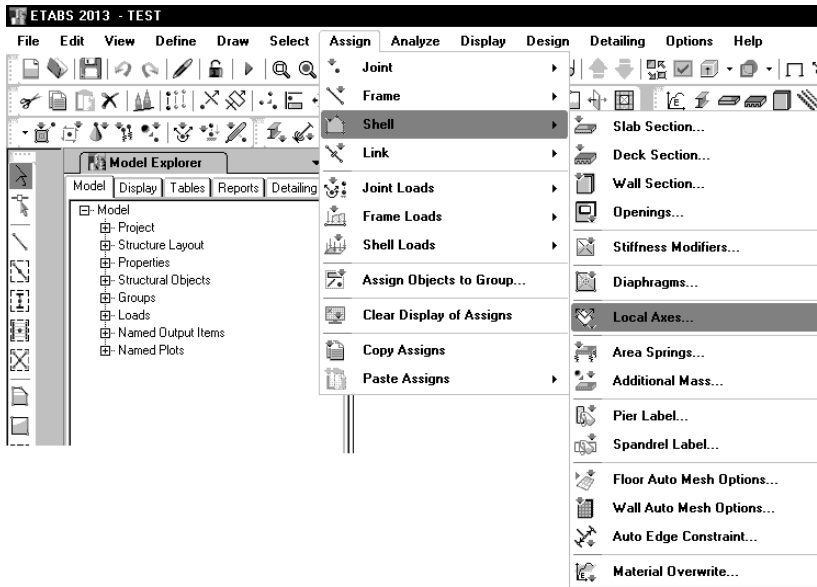 ETABS 2013 - TEST
File Edit View Define Draw Select Assign Analyze Display Design Detailing Options Help
Model Explorer
Model Display Tables Reports Detailing
Model
Project
Structure Layout
Properties
Structural Objects
Groups
Loads
Named Output Items
Named Plots
Joint
Frame
Shell
Link
Joint Loads
Frame Loads
Shell Loads
Assign Objects to Group...
Clear Display of Assigns
Copy Assigns
Paste Assigns
Slab Section...
Deck Section...
Wall Section...
Openings...
Stiffness Modifiers...
Diaphragms...
Local Axes...
Area Springs...
Additional Mass...
Pier Label...
Spandrel Label...
Floor Auto Mesh Options...
Wall Auto Mesh Options...
Auto Edge Constraint...
Material Overwrite...